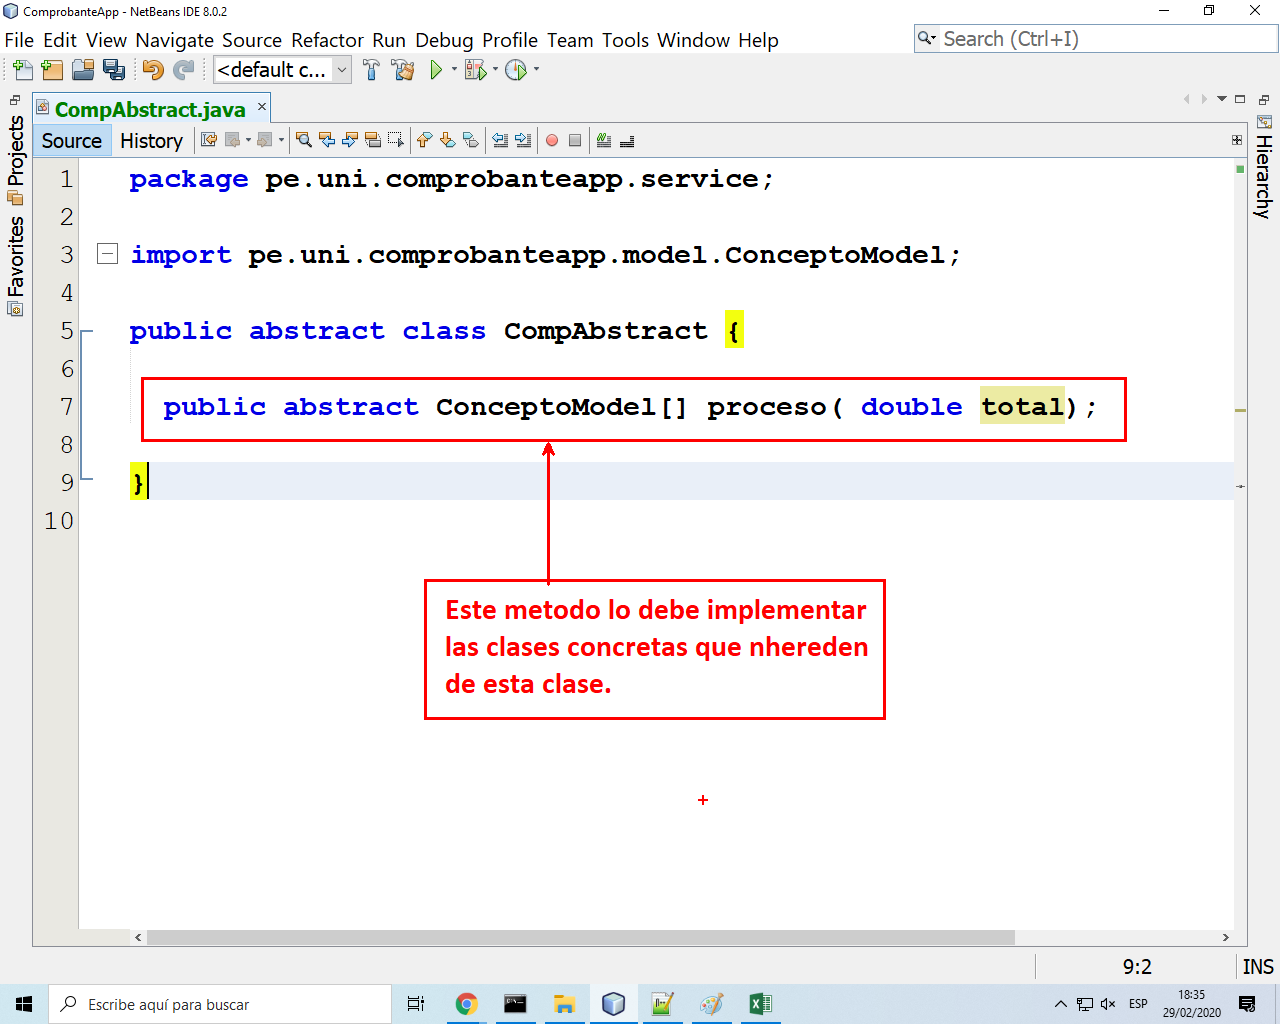 ComprobanteApp - NetBeans IDE 8.0.2
File Edit View Navigate Source Refactor Run Debug Profile Team Tools Window Help
Search (Ctrl+I)
<default c...
CompAbstract.java
Projects
Favorites
Hierarchy
Source History
1 package pe.uni.comprobanteapp.service;
2
3 import pe.uni.comprobanteapp.model.ConceptoModel;
4
5 public abstract class CompAbstract {
6
7 public abstract ConceptoModel[] proceso( double total);
8
9 }
10
Este metodo lo debe implementar
las clases concretas que nhereden
de esta clase.
9:2 INS
Escribe aquí para buscar
ESP
18:35
29/02/2020